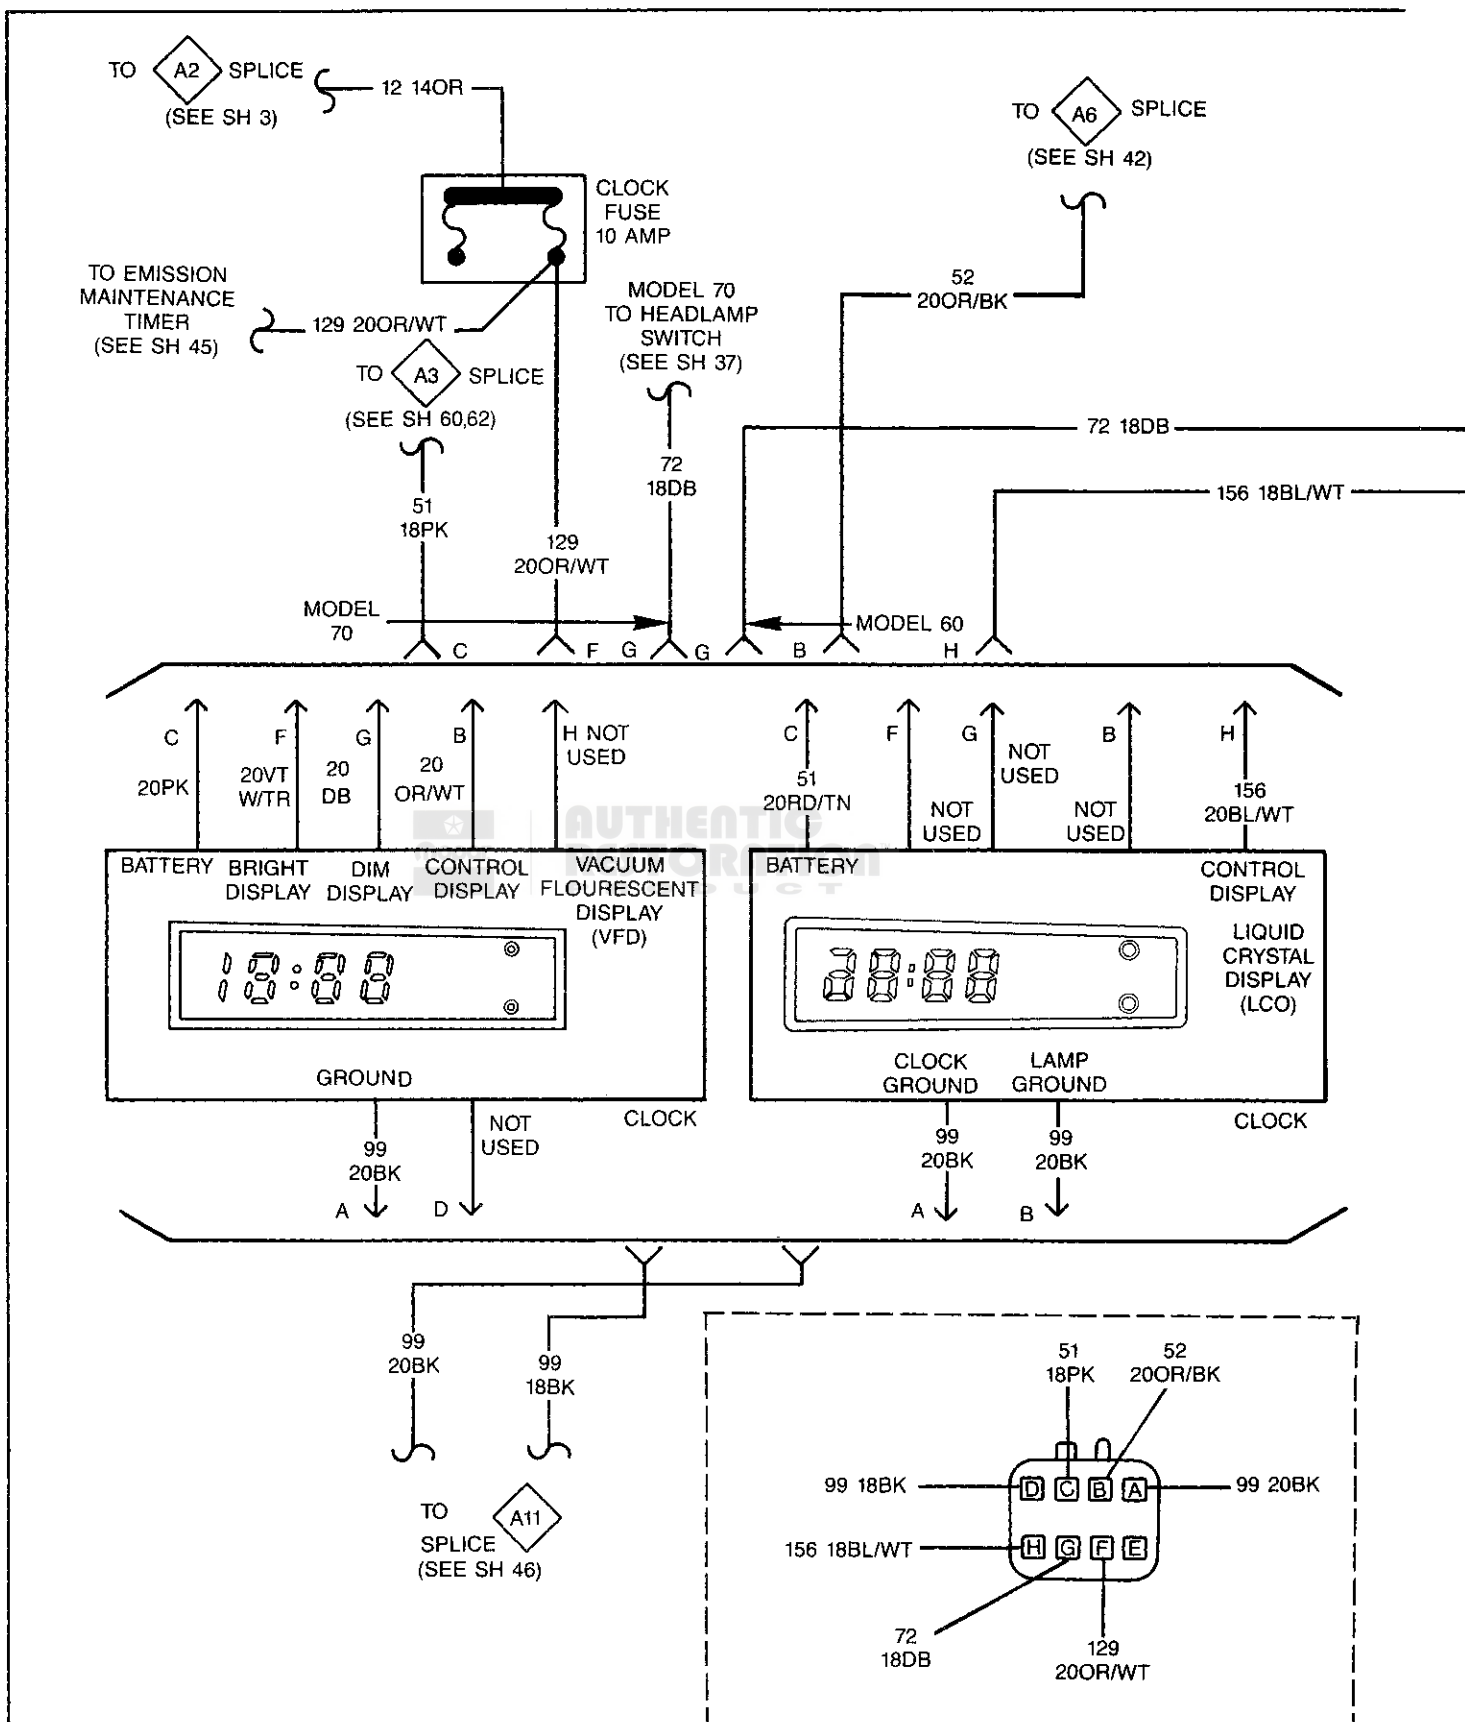 TO A2 SPLICE
(SEE SH 3)
12 14OR
TO A6 SPLICE
(SEE SH 42)
CLOCK
FUSE
10 AMP
TO EMISSION
MAINTENANCE
TIMER
(SEE SH 45)
129 20OR/WT
MODEL 70
TO HEADLAMP
SWITCH
(SEE SH 37)
52
20OR/BK
TO A3 SPLICE
(SEE SH 60,62)
72 18DB
72
18DB
156 18BL/WT
51
18PK
129
20OR/WT
MODEL
70
MODEL 60
C F G G B H
C F G B H NOT
USED
20PK
20VT
W/TR
20
DB
20
OR/WT
C F G B H
NOT
USED
51
20RD/TN
NOT
USED
NOT
USED
156
20BL/WT
AUTHENTIC
RESTORATION
PRODUCT
BATTERY
BRIGHT
DISPLAY
DIM
DISPLAY
CONTROL
DISPLAY
VACUUM
FLOURESCENT
DISPLAY
(VFD)
18:88
GROUND
CLOCK
BATTERY
CONTROL
DISPLAY
LIQUID
CRYSTAL
DISPLAY
(LCO)
28:88
CLOCK
GROUND
LAMP
GROUND
CLOCK
99
20BK
NOT
USED
A D
99
20BK
99
20BK
A B
99
20BK
99
18BK
TO
SPLICE A11
(SEE SH 46)
51
18PK
52
20OR/BK
99 18BK D C B A 99 20BK
156 18BL/WT H G F E
72
18DB
129
20OR/WT